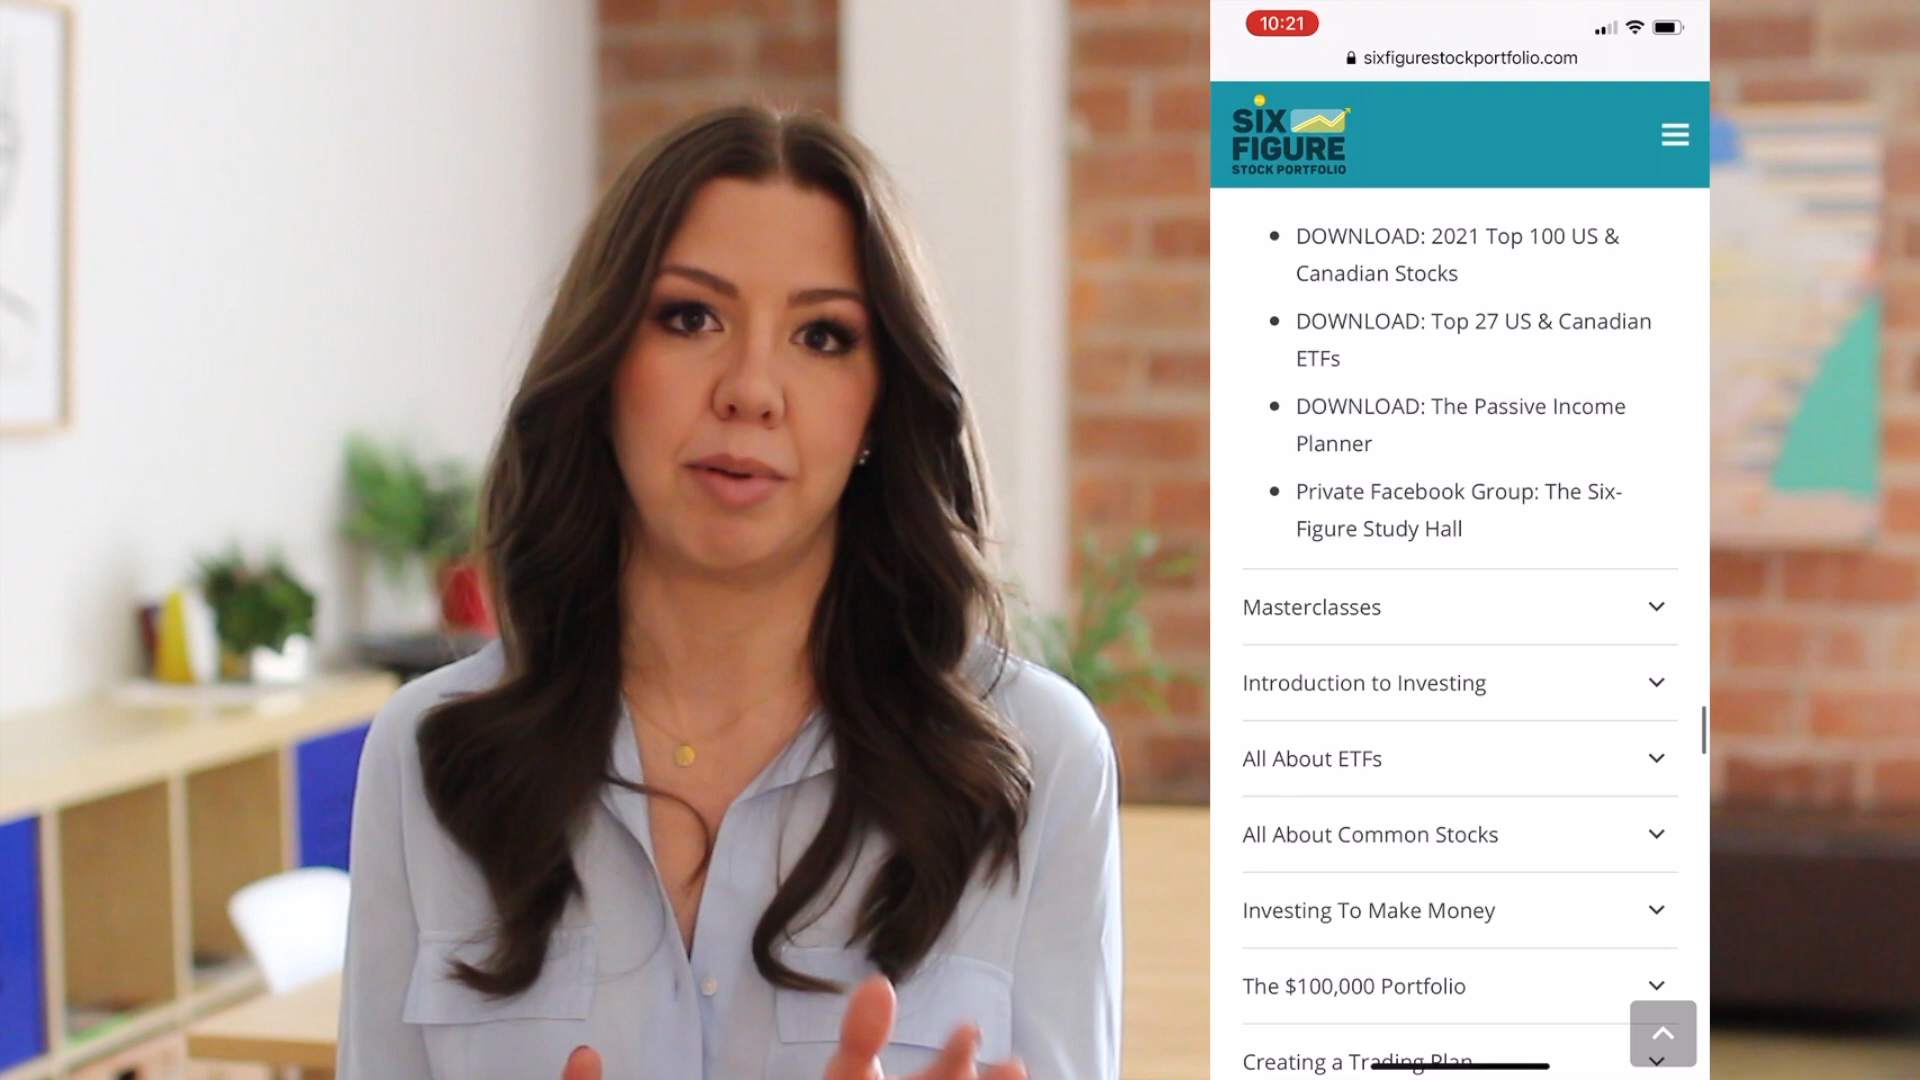 10:21
sixfigurestockportfolio.com
SIX
FIGURE
STOCK PORTFOLIO
DOWNLOAD: 2021 Top 100 US &
Canadian Stocks
DOWNLOAD: Top 27 US & Canadian
ETFs
DOWNLOAD: The Passive Income
Planner
Private Facebook Group: The Six-
Figure Study Hall
Masterclasses
Introduction to Investing
All About ETFs
All About Common Stocks
Investing To Make Money
The $100,000 Portfolio
Creating a Trading Plan